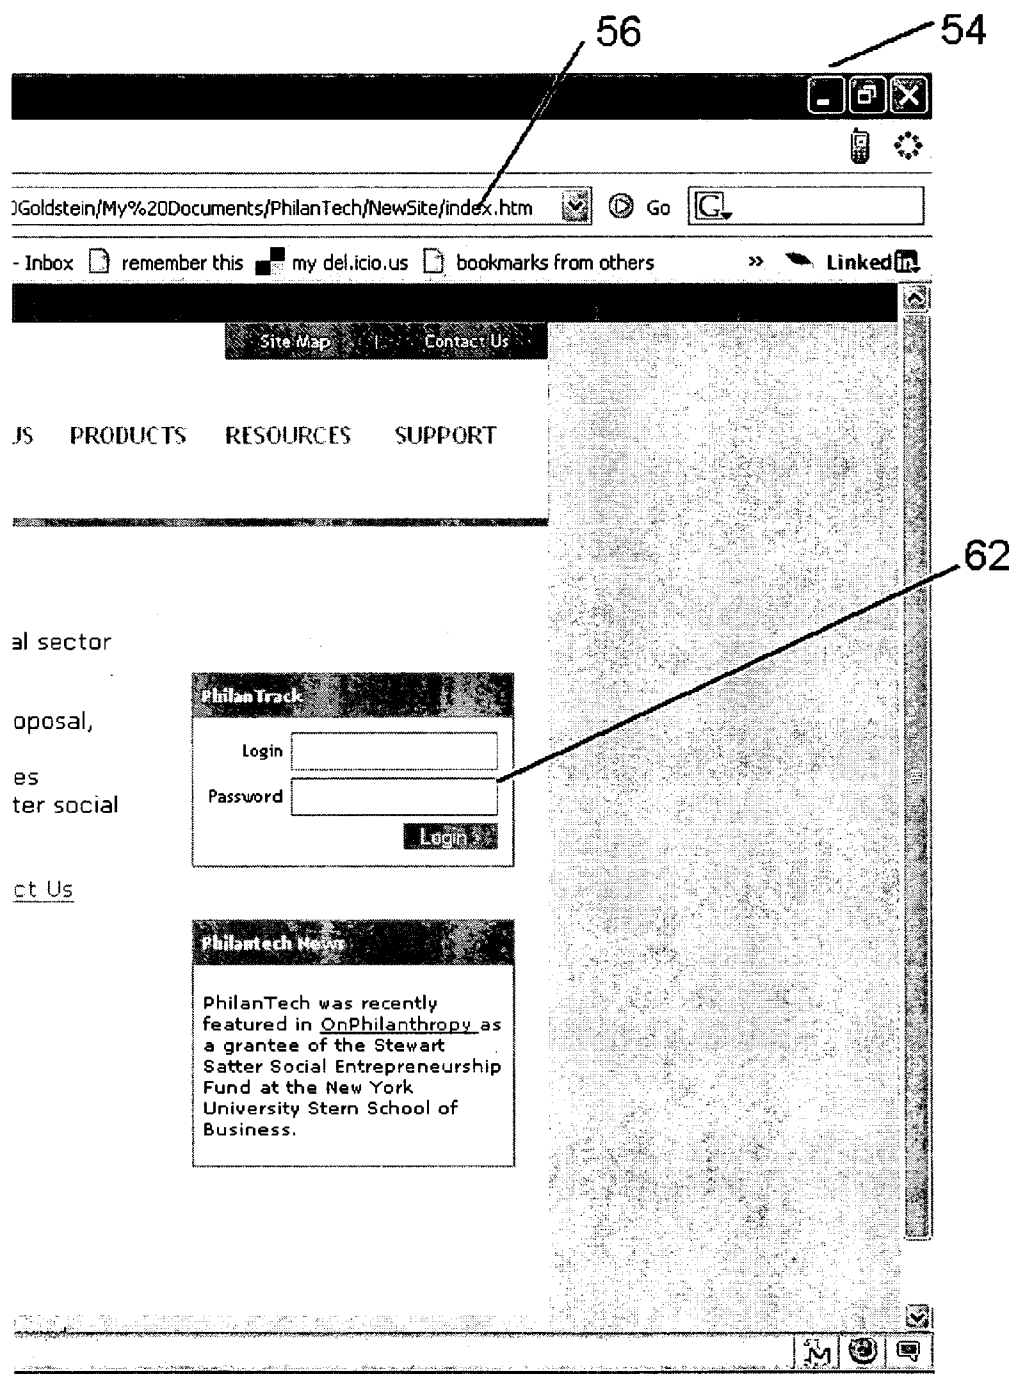 56
54
Goldstein/My%20Documents/PhilanTech/NewSite/index.htm Go G
- Inbox remember this my del.icio.us bookmarks from others » Linked in
Site Map | Contact Us
US PRODUCTS RESOURCES SUPPORT
62
al sector
PhilanTrack
oposal,
Login
es
ter social
Password
Login
ct Us
Philantech News
PhilanTech was recently
featured in OnPhilanthropy as
a grantee of the Stewart
Satter Social Entrepreneurship
Fund at the New York
University Stern School of
Business.
M